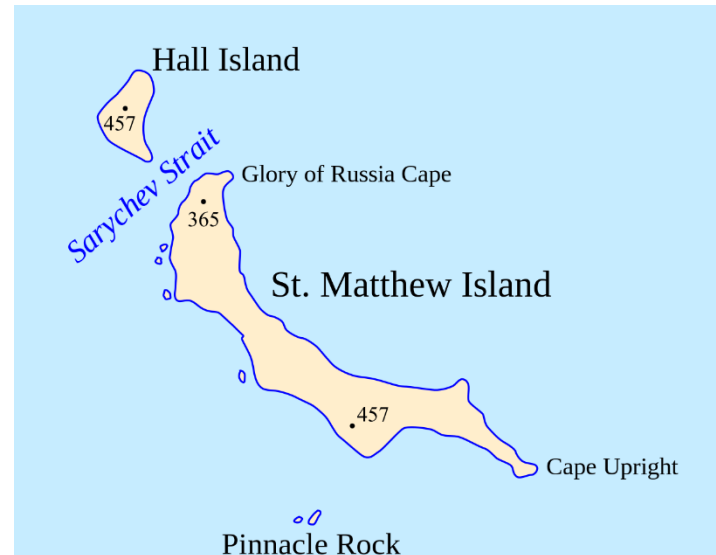 Hall Island
457
Sarychev Strait
Glory of Russia Cape
365
St. Matthew Island
457
Cape Upright
Pinnacle Rock